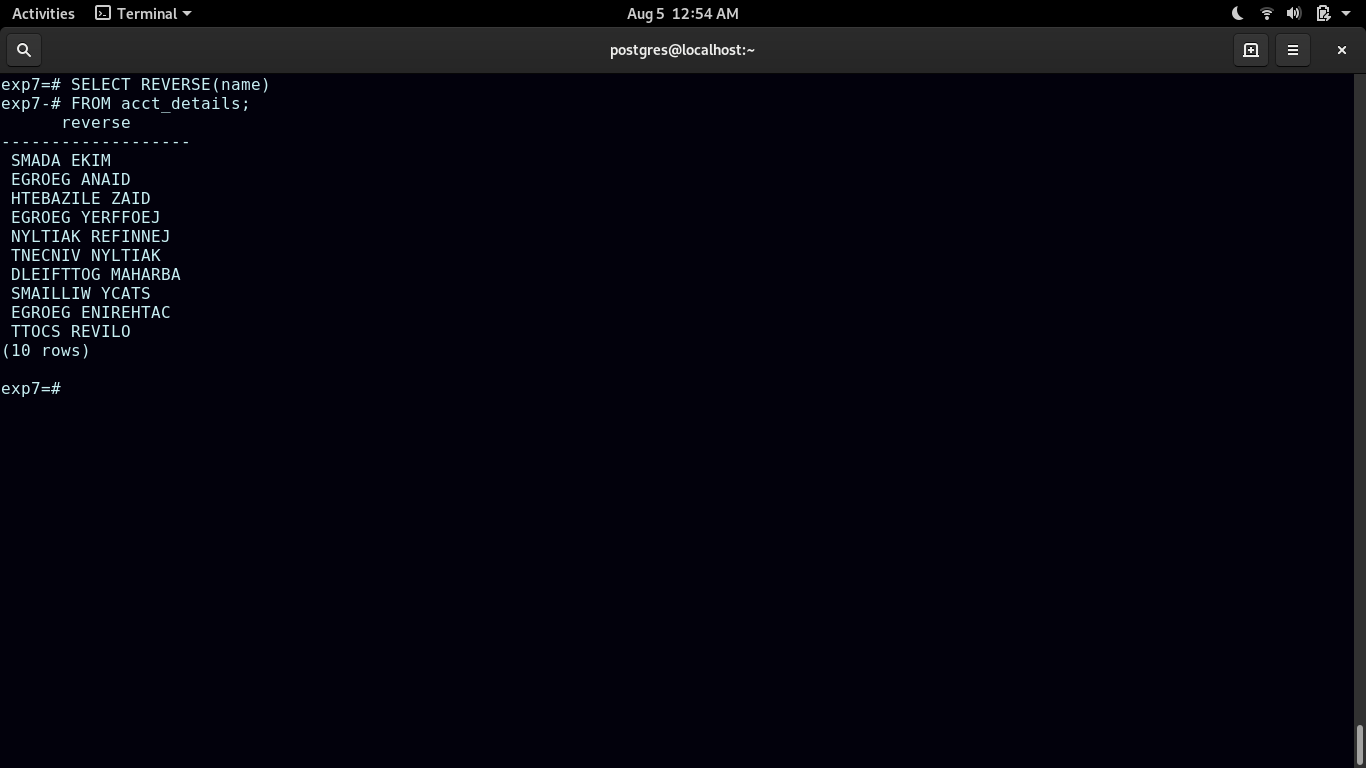 Activities Terminal Aug 5 12:54 AM
postgres@localhost:~
exp7=# SELECT REVERSE(name)
exp7-# FROM acct_details;
      reverse
-------------------
 SMADA EKIM
 EGROEG ANAID
 HTEBAZILE ZAID
 EGROEG YERFFOEJ
 NYLTIAK REFINNEJ
 TNECNIV NYLTIAK
 DLEIFTTOG MAHARBA
 SMAILLIW YCATS
 EGROEG ENIREHTAC
 TTOCS REVILO
(10 rows)
exp7=#